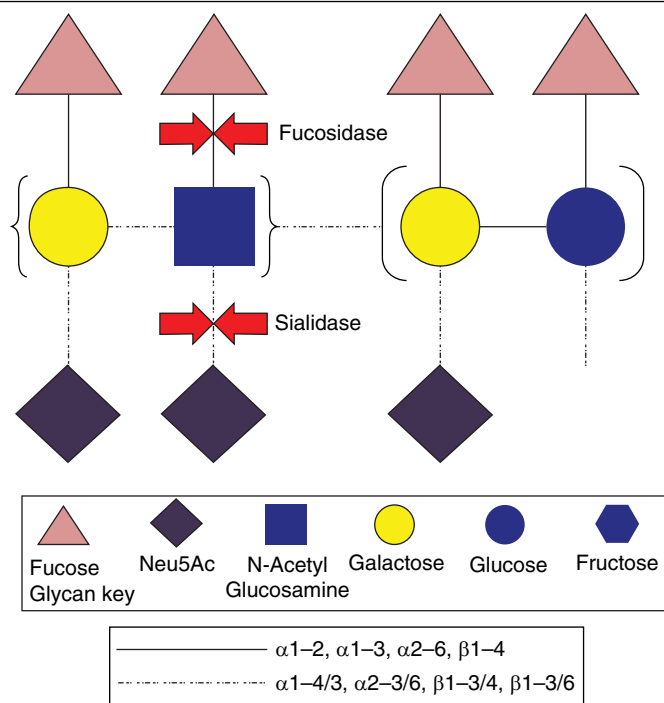 Fucosidase
Sialidase
Fucose
Glycan key
Neu5Ac
N-Acetyl
Glucosamine
Galactose
Glucose
Fructose
α1–2, α1–3, α2–6, β1–4
α1–4/3, α2–3/6, β1–3/4, β1–3/6